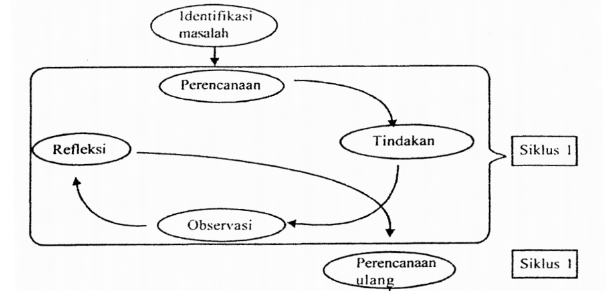 Identifikasi
masalah
Perencanaan
Tindakan
Refleksi
Siklus 1
Observasi
Perencanaan
ulang
Siklus 1